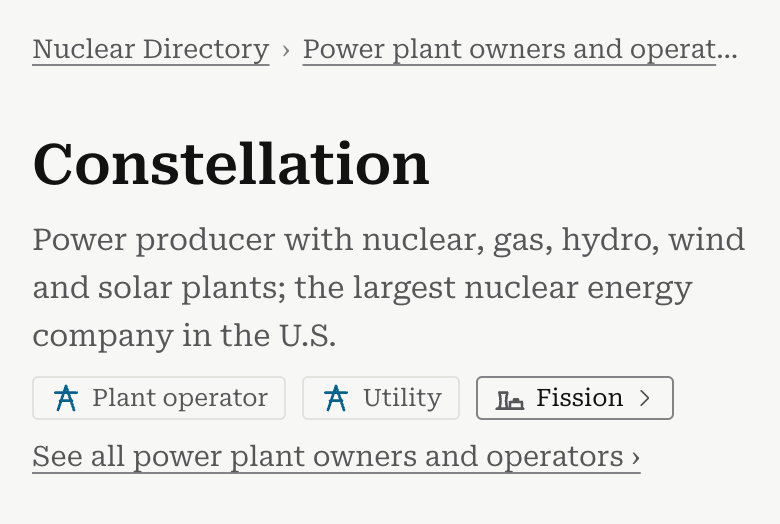 Nuclear Directory › Power plant owners and operat...
Constellation
Power producer with nuclear, gas, hydro, wind
and solar plants; the largest nuclear energy
company in the U.S.
Plant operator Utility Fission >
See all power plant owners and operators ›